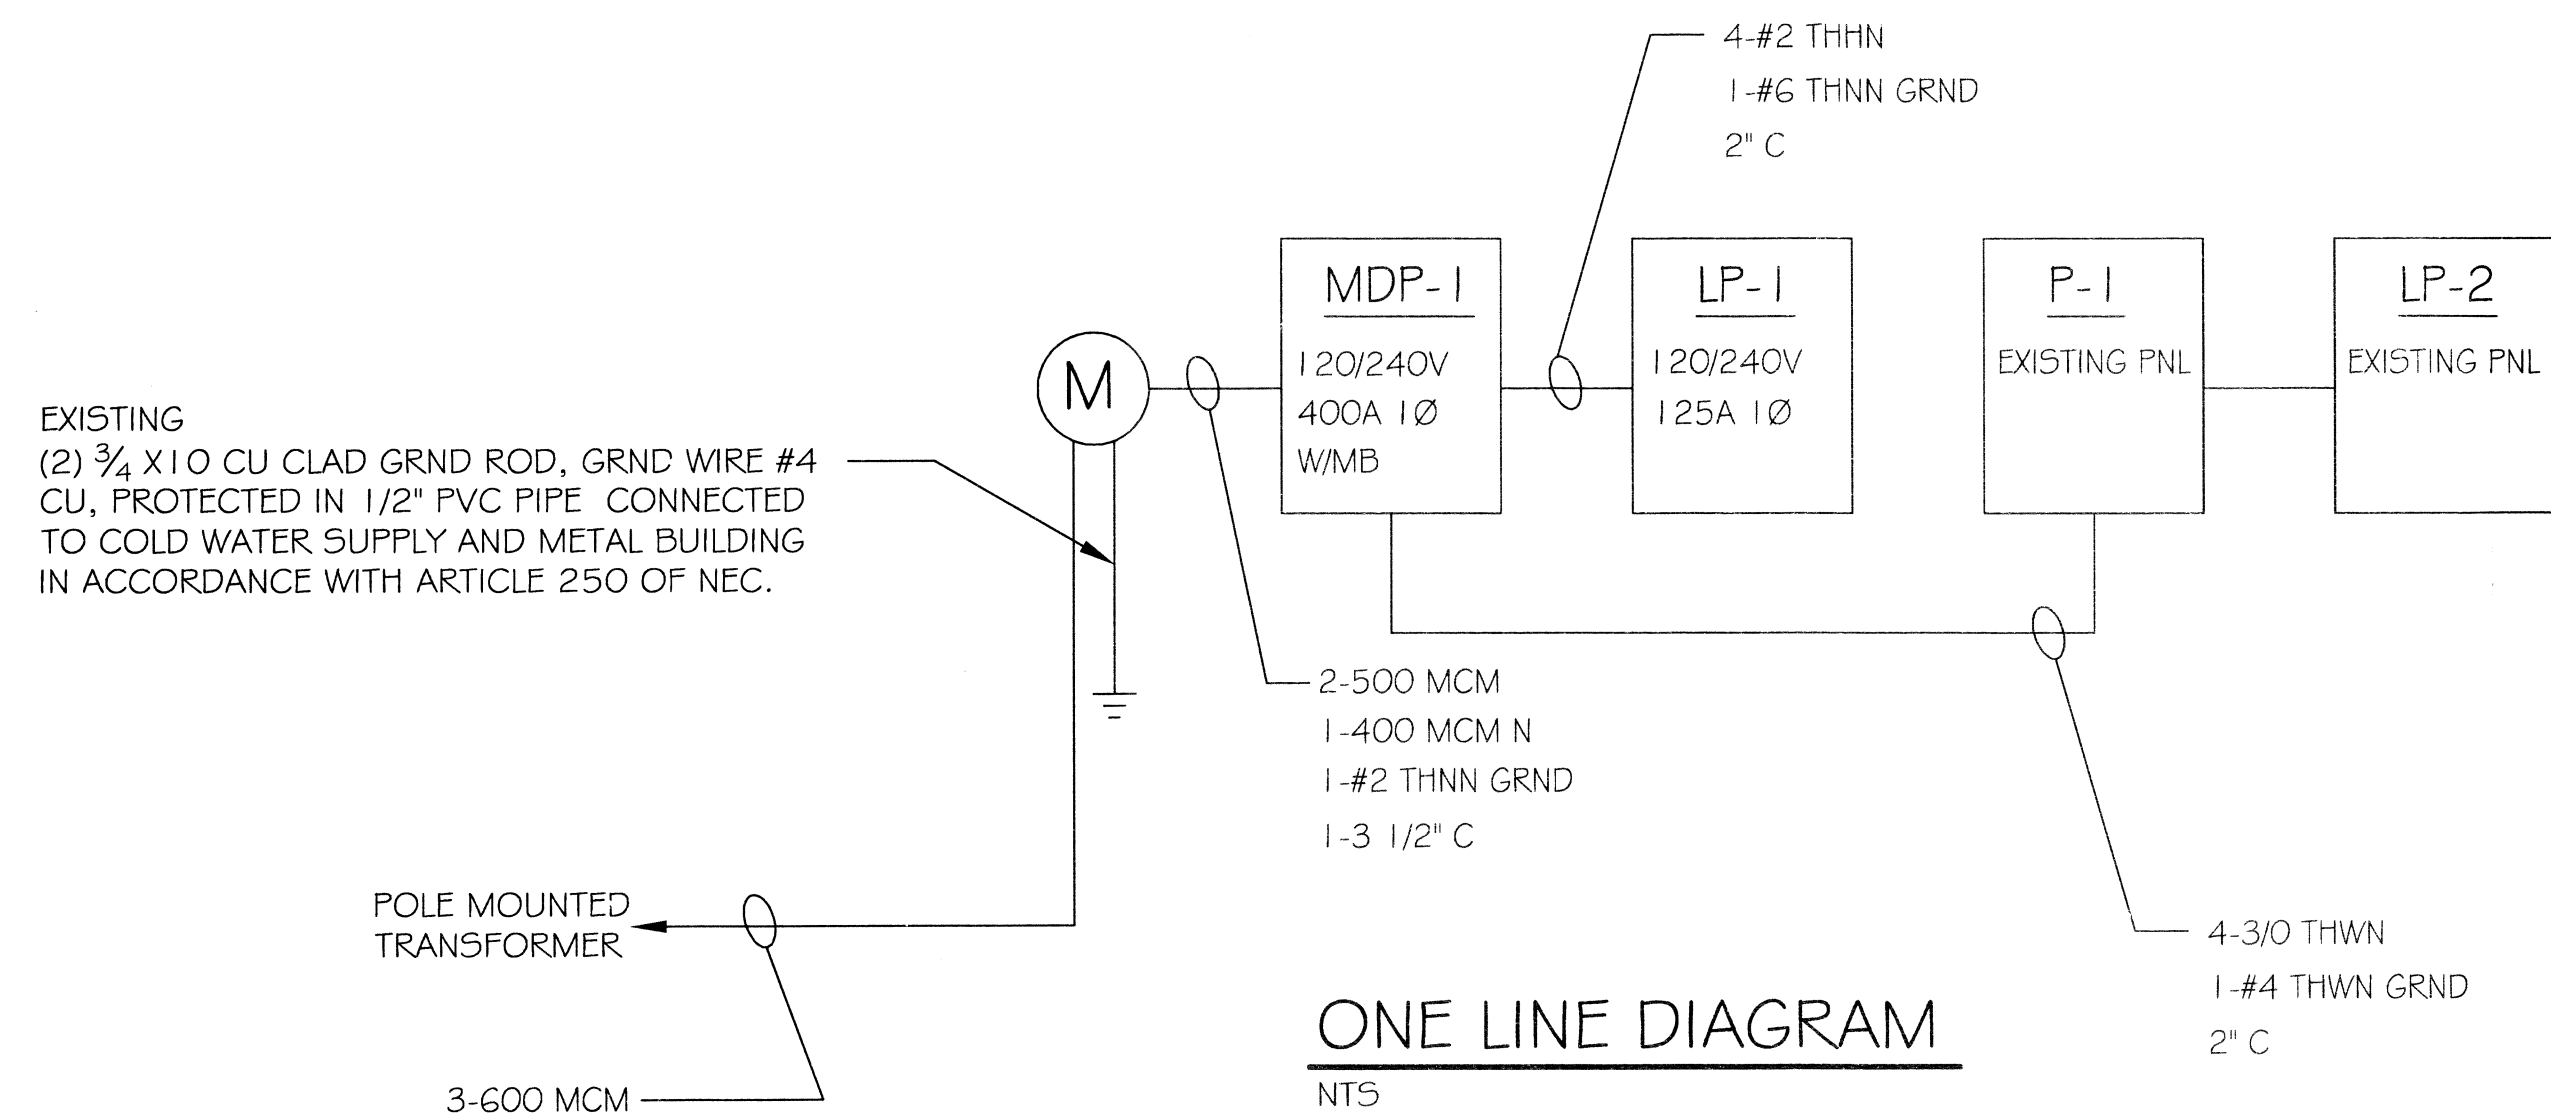 4-#2 THHN
1-#6 THNN GRND
2" C
MDP-1
120/240V
400A 1Ø
W/MB
LP-1
120/240V
125A 1Ø
P-1
EXISTING PNL
LP-2
EXISTING PNL
M
EXISTING
(2) ¾ X10 CU CLAD GRND ROD, GRND WIRE #4
CU, PROTECTED IN 1/2" PVC PIPE CONNECTED
TO COLD WATER SUPPLY AND METAL BUILDING
IN ACCORDANCE WITH ARTICLE 250 OF NEC.
2-500 MCM
1-400 MCM N
1-#2 THNN GRND
1-3 1/2" C
POLE MOUNTED
TRANSFORMER
3-600 MCM
4-3/0 THWN
1-#4 THWN GRND
2" C
ONE LINE DIAGRAM
NTS